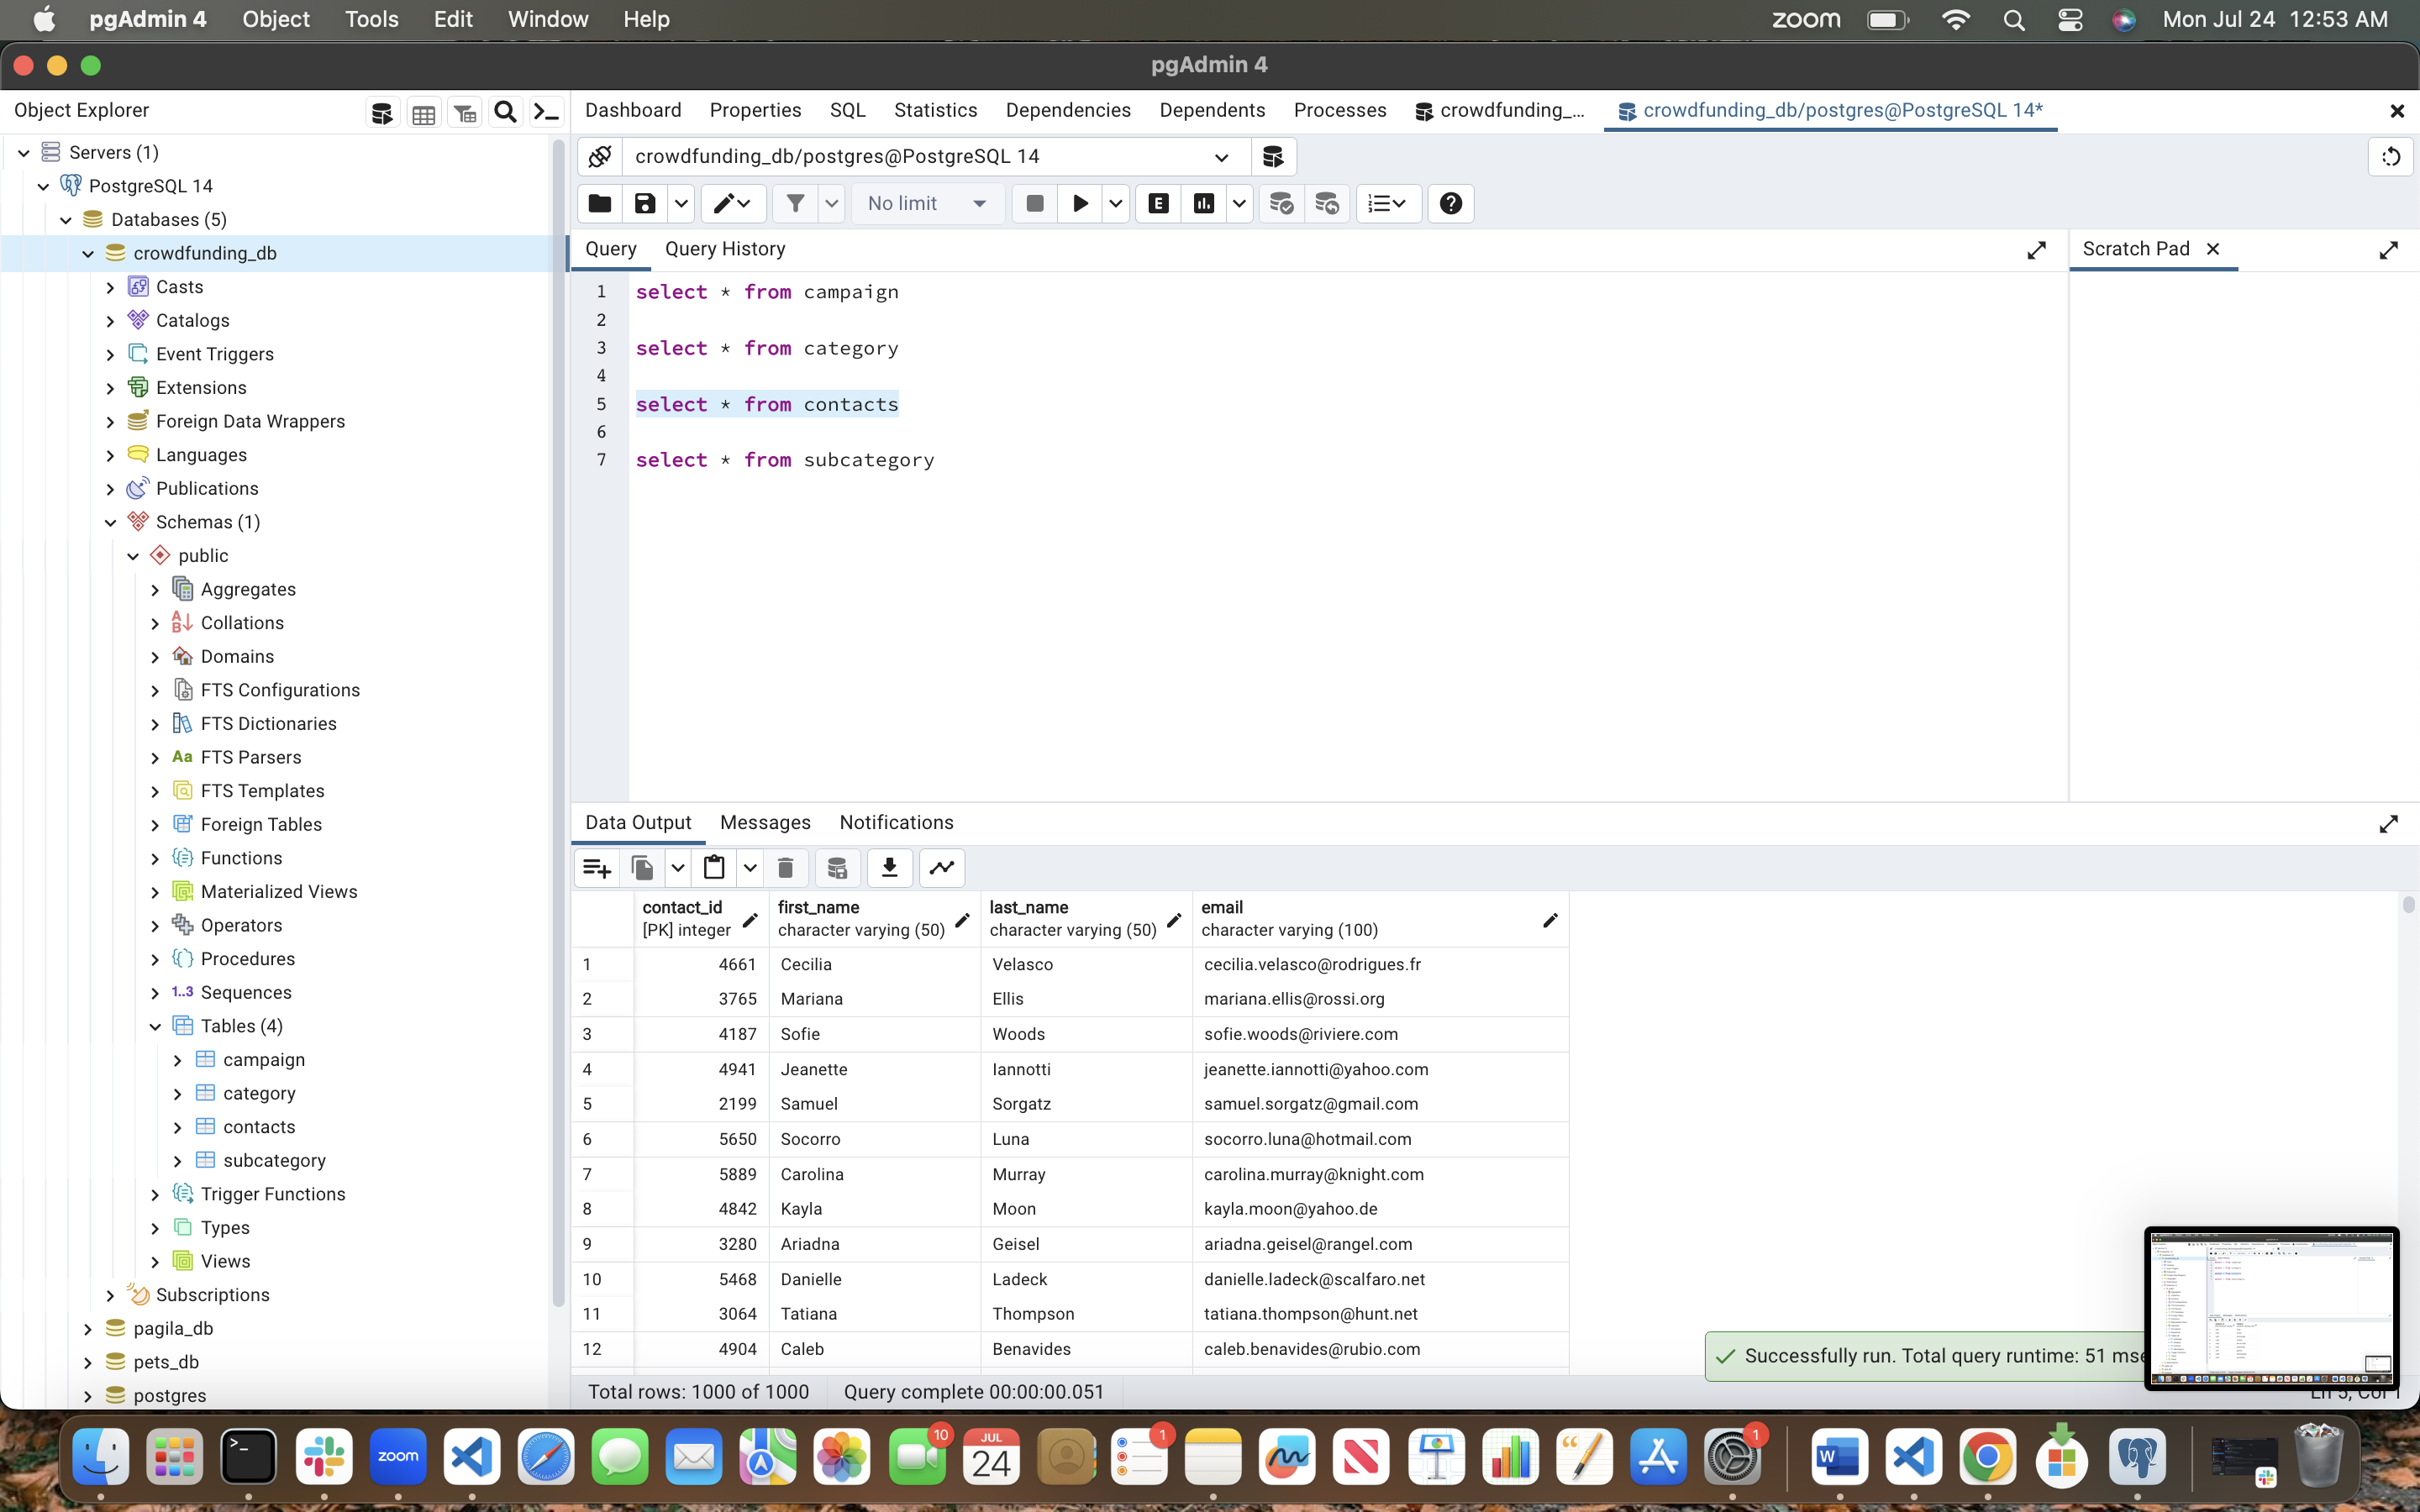 pgAdmin 4 Object Tools Edit Window Help zoom Mon Jul 24 12:53 AM
pgAdmin 4
Object Explorer
Dashboard Properties SQL Statistics Dependencies Dependents Processes crowdfunding_... crowdfunding_db/postgres@PostgreSQL 14*
Servers (1)
PostgreSQL 14
Databases (5)
crowdfunding_db
Casts
Catalogs
Event Triggers
Extensions
Foreign Data Wrappers
Languages
Publications
Schemas (1)
public
Aggregates
Collations
Domains
FTS Configurations
FTS Dictionaries
Aa FTS Parsers
FTS Templates
Foreign Tables
Functions
Materialized Views
Operators
Procedures
1..3 Sequences
Tables (4)
campaign
category
contacts
subcategory
Trigger Functions
Types
Views
Subscriptions
pagila_db
pets_db
postgres
crowdfunding_db/postgres@PostgreSQL 14
No limit E
Query Query History Scratch Pad
1 select * from campaign
2
3 select * from category
4
5 select * from contacts
6
7 select * from subcategory
Data Output Messages Notifications
contact_id first_name last_name email
[PK] integer character varying (50) character varying (50) character varying (100)
1 4661 Cecilia Velasco cecilia.velasco@rodrigues.fr
2 3765 Mariana Ellis mariana.ellis@rossi.org
3 4187 Sofie Woods sofie.woods@riviere.com
4 4941 Jeanette Iannotti jeanette.iannotti@yahoo.com
5 2199 Samuel Sorgatz samuel.sorgatz@gmail.com
6 5650 Socorro Luna socorro.luna@hotmail.com
7 5889 Carolina Murray carolina.murray@knight.com
8 4842 Kayla Moon kayla.moon@yahoo.de
9 3280 Ariadna Geisel ariadna.geisel@rangel.com
10 5468 Danielle Ladeck danielle.ladeck@scalfaro.net
11 3064 Tatiana Thompson tatiana.thompson@hunt.net
12 4904 Caleb Benavides caleb.benavides@rubio.com
Successfully run. Total query runtime: 51 mse
Total rows: 1000 of 1000 Query complete 00:00:00.051 Ln 5, Col 1
zoom 10 JUL 24 1 1 W